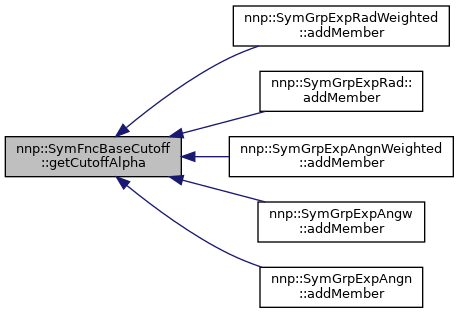 nnp::SymGrpExpRadWeighted
::addMember
nnp::SymGrpExpRad::
addMember
nnp::SymFncBaseCutoff
::getCutoffAlpha
nnp::SymGrpExpAngnWeighted
::addMember
nnp::SymGrpExpAngw
::addMember
nnp::SymGrpExpAngn
::addMember